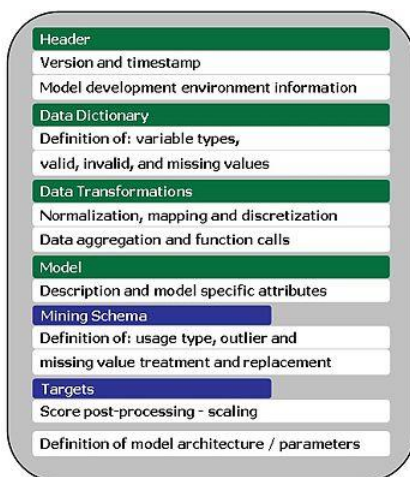 Header
Version and timestamp
Model development environment information
Data Dictionary
Definition of: variable types,
valid, invalid, and missing values
Data Transformations
Normalization, mapping and discretization
Data aggregation and function calls
Model
Description and model specific attributes
Mining Schema
Definition of: usage type, outlier and
missing value treatment and replacement
Targets
Score post-processing - scaling
Definition of model architecture / parameters